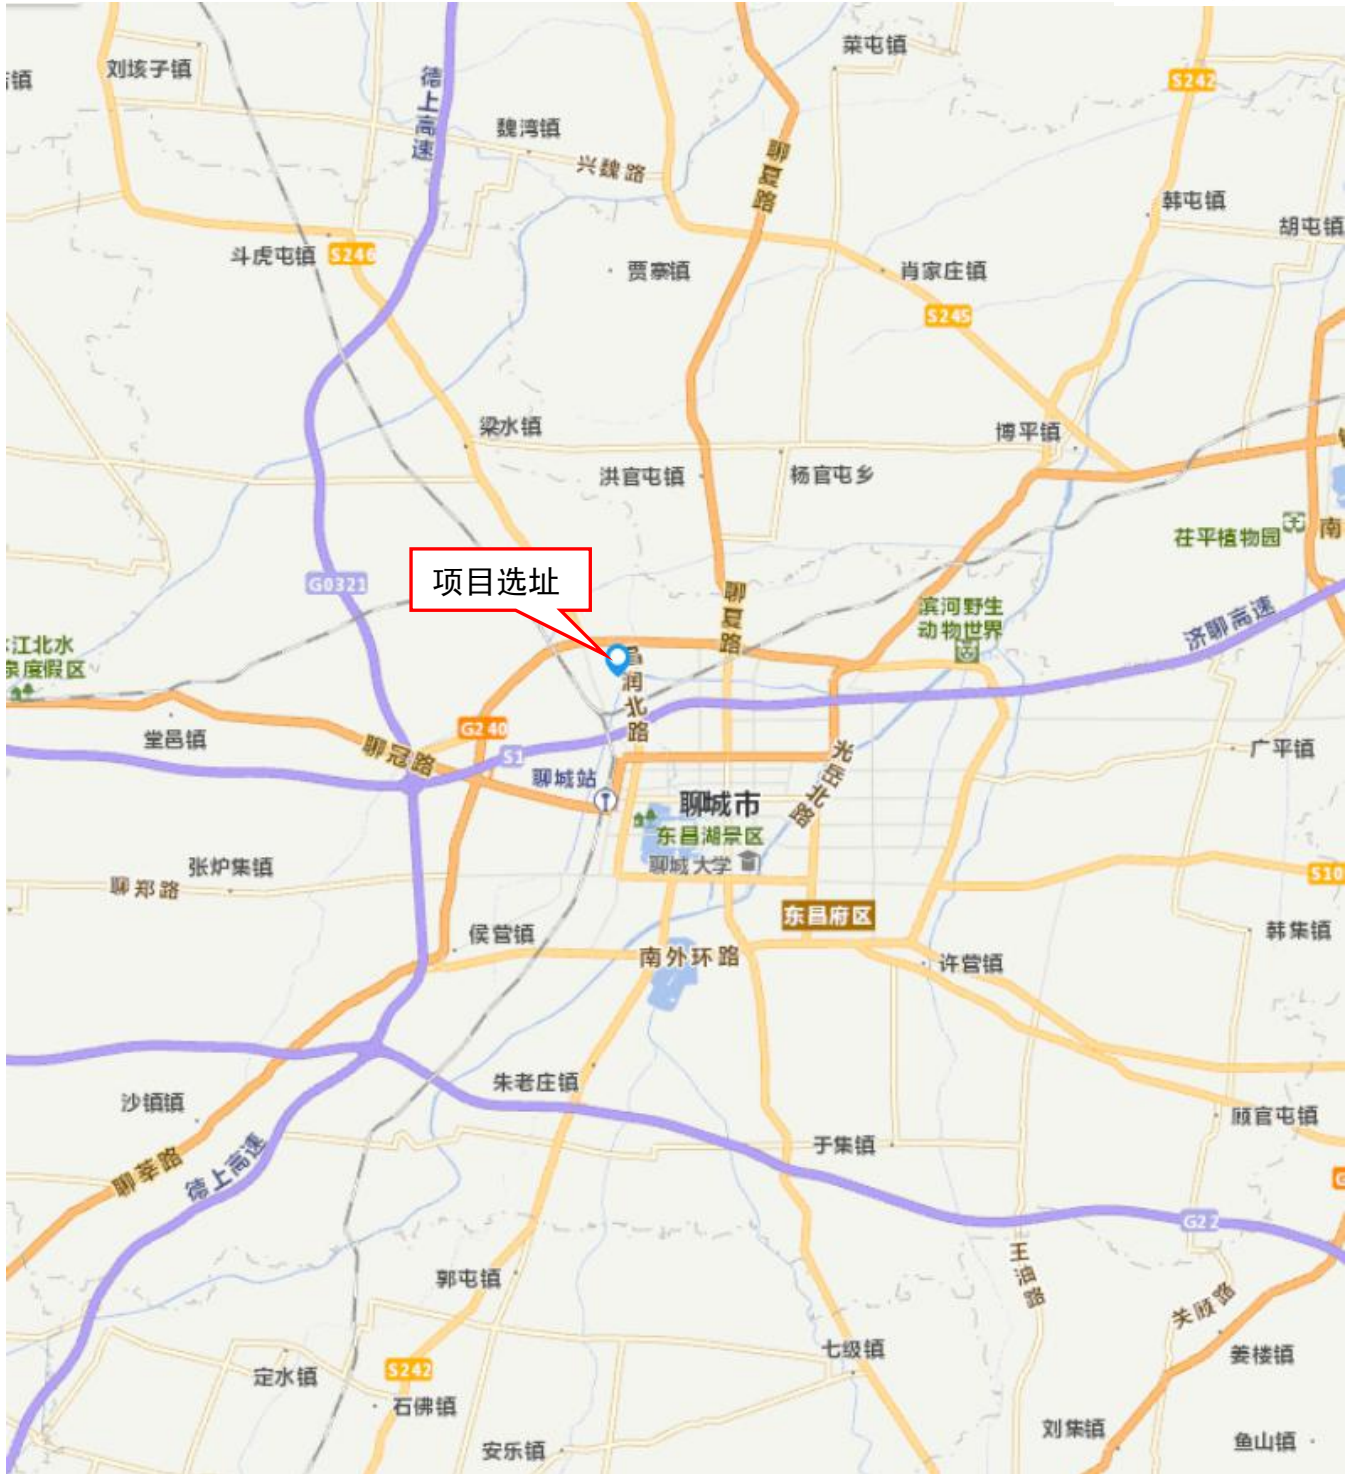 菜屯镇
刘垓子镇
德上高速
S242
魏湾镇
兴魏路
聊夏路
韩屯镇
胡屯镇
斗虎屯镇
S246
贾寨镇
肖家庄镇
S245
梁水镇
博平镇
洪官屯镇
杨官屯乡
茌平植物园
南
项目选址
G0321
聊夏路
滨河野生
动物世界
济聊高速
江北水
泉度假区
润北路
堂邑镇
聊冠路
G240
S1
聊城站
光岳北路
广平镇
聊城市
东昌湖景区
聊城大学
张炉集镇
聊郑路
S10
东昌府区
侯营镇
南外环路
许营镇
韩集镇
朱老庄镇
沙镇镇
顾官屯镇
于集镇
聊莘路
德上高速
G22
郭屯镇
王油路
关顾路
七级镇
姜楼镇
S242
定水镇
石佛镇
刘集镇
安乐镇
鱼山镇